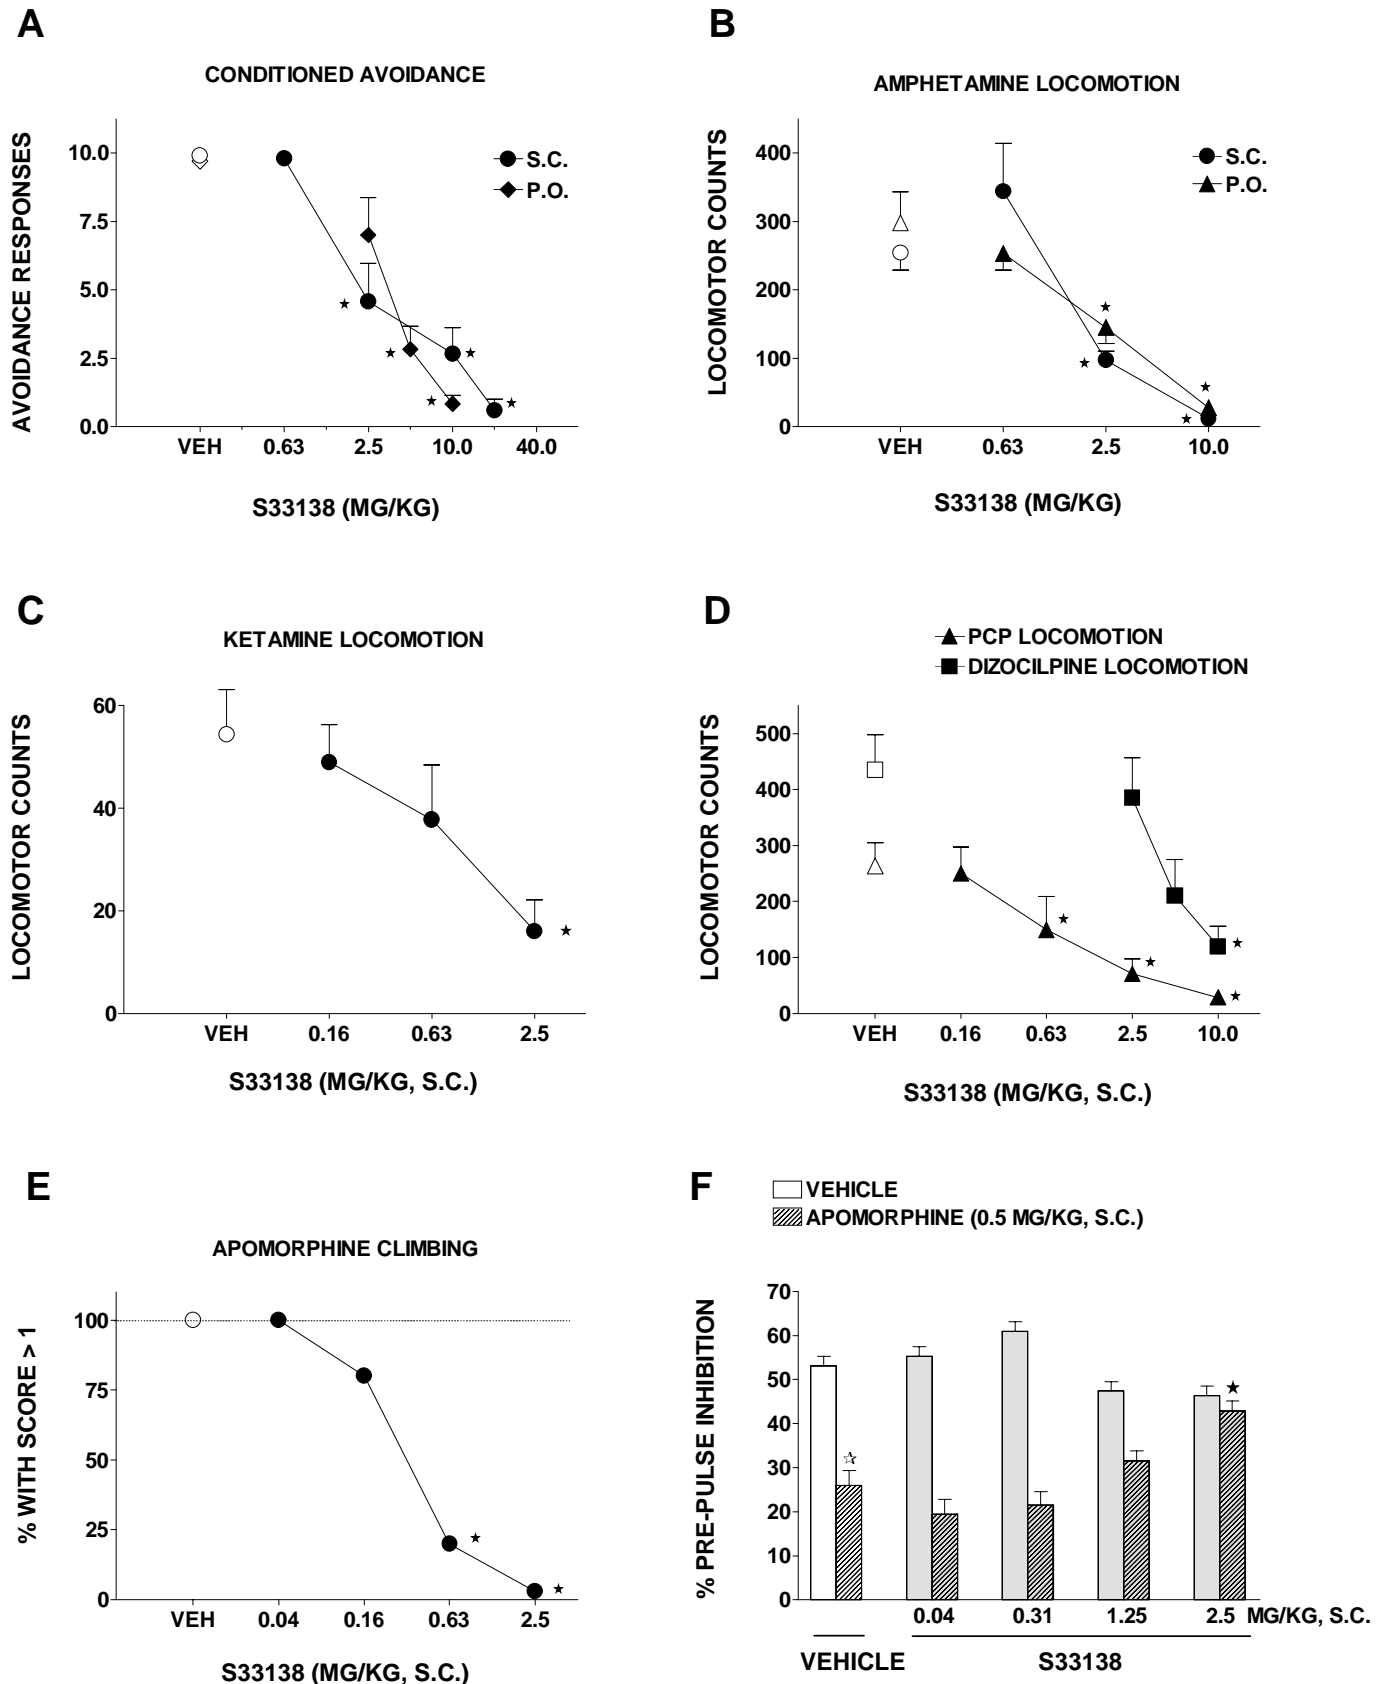 A
CONDITIONED AVOIDANCE
AVOIDANCE RESPONSES
10.0
7.5
5.0
2.5
0.0
S.C.
P.O.
VEH 0.63 2.5 10.0 40.0
S33138 (MG/KG)
B
AMPHETAMINE LOCOMOTION
LOCOMOTOR COUNTS
400
300
200
100
0
S.C.
P.O.
VEH 0.63 2.5 10.0
S33138 (MG/KG)
C
KETAMINE LOCOMOTION
LOCOMOTOR COUNTS
60
40
20
0
VEH 0.16 0.63 2.5
S33138 (MG/KG, S.C.)
D
PCP LOCOMOTION
DIZOCILPINE LOCOMOTION
LOCOMOTOR COUNTS
500
400
300
200
100
0
VEH 0.16 0.63 2.5 10.0
S33138 (MG/KG, S.C.)
E
APOMORPHINE CLIMBING
% WITH SCORE > 1
100
75
50
25
0
VEH 0.04 0.16 0.63 2.5
S33138 (MG/KG, S.C.)
F
VEHICLE
APOMORPHINE (0.5 MG/KG, S.C.)
% PRE-PULSE INHIBITION
70
60
50
40
30
20
10
0
0.04 0.31 1.25 2.5 MG/KG, S.C.
VEHICLE S33138